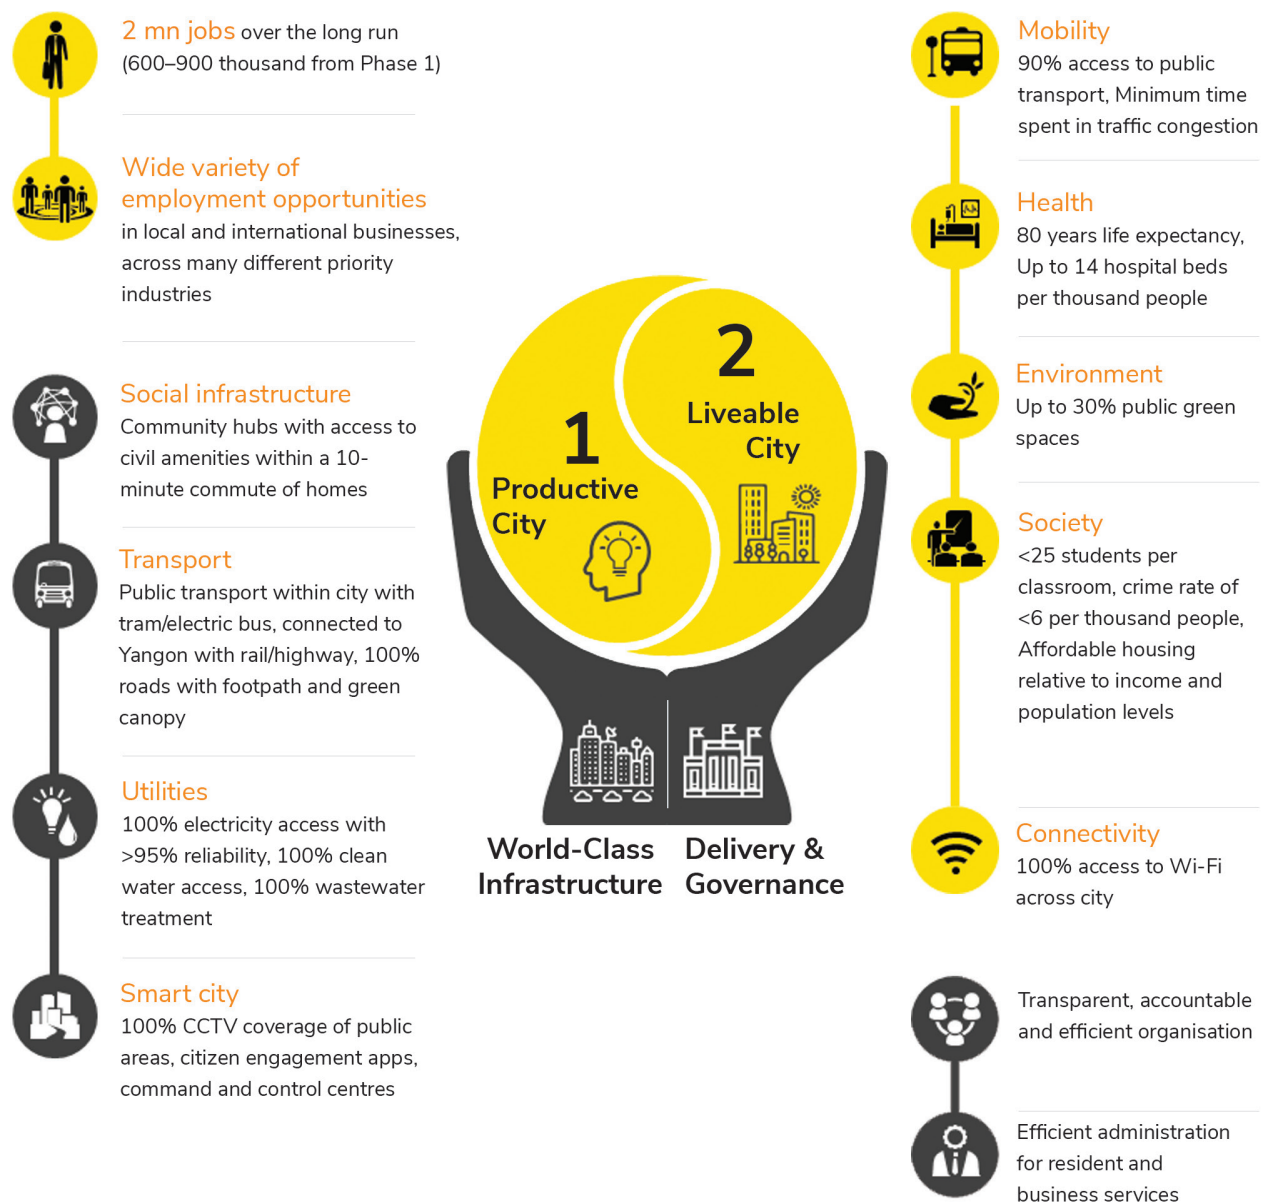 2 mn jobs over the long run
(600–900 thousand from Phase 1)
Wide variety of
employment opportunities
in local and international businesses,
across many different priority
industries
Social infrastructure
Community hubs with access to
civil amenities within a 10-
minute commute of homes
Transport
Public transport within city with
tram/electric bus, connected to
Yangon with rail/highway, 100%
roads with footpath and green
canopy
Utilities
100% electricity access with
>95% reliability, 100% clean
water access, 100% wastewater
treatment
Smart city
100% CCTV coverage of public
areas, citizen engagement apps,
command and control centres
1
Productive
City
2
Liveable
City
World-Class
Infrastructure
Delivery &
Governance
Mobility
90% access to public
transport, Minimum time
spent in traffic congestion
Health
80 years life expectancy,
Up to 14 hospital beds
per thousand people
Environment
Up to 30% public green
spaces
Society
<25 students per
classroom, crime rate of
<6 per thousand people,
Affordable housing
relative to income and
population levels
Connectivity
100% access to Wi-Fi
across city
Transparent, accountable
and efficient organisation
Efficient administration
for resident and
business services